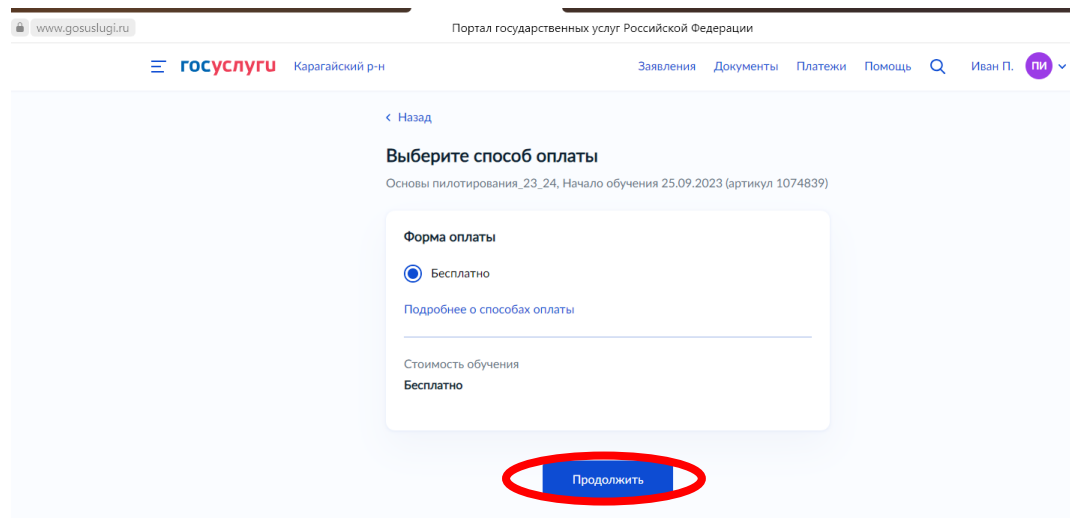 www.gosuslugi.ru Портал государственных услуг Российской Федерации
госуслуги Карагайский р-н Заявления Документы Платежи Помощь Иван П. ПИ
Назад
Выберите способ оплаты
Основы пилотирования_23_24, Начало обучения 25.09.2023 (артикул 1074839)
Форма оплаты
Бесплатно
Подробнее о способах оплаты
Стоимость обучения
Бесплатно
Продолжить